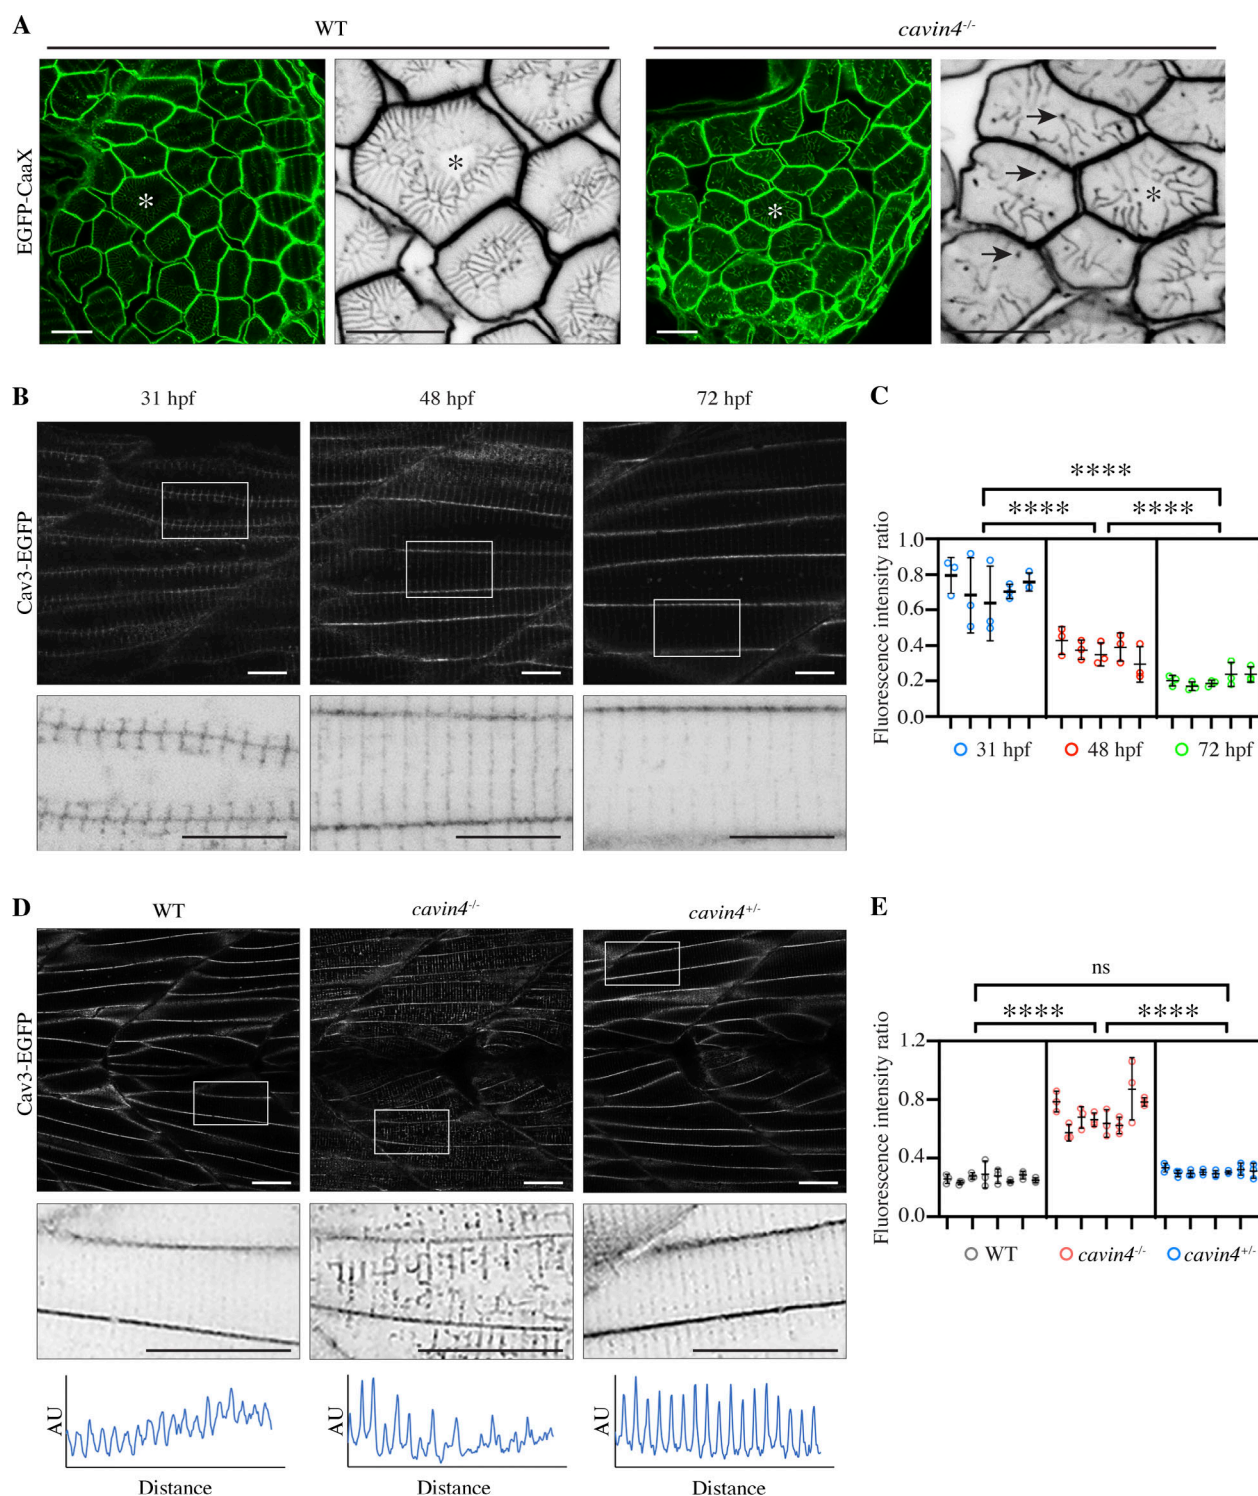 A
WT
cavin4-/-
EGFP-CaaX
*
*
*
*
B
31 hpf
48 hpf
72 hpf
Cav3-EGFP
C
****
****
****
Fluorescence intensity ratio
1.0
0.8
0.6
0.4
0.2
0.0
31 hpf
48 hpf
72 hpf
D
WT
cavin4-/-
cavin4+/-
Cav3-EGFP
AU
Distance
AU
Distance
AU
Distance
E
ns
****
****
Fluorescence intensity ratio
1.2
0.8
0.4
0.0
WT
cavin4-/-
cavin4+/-